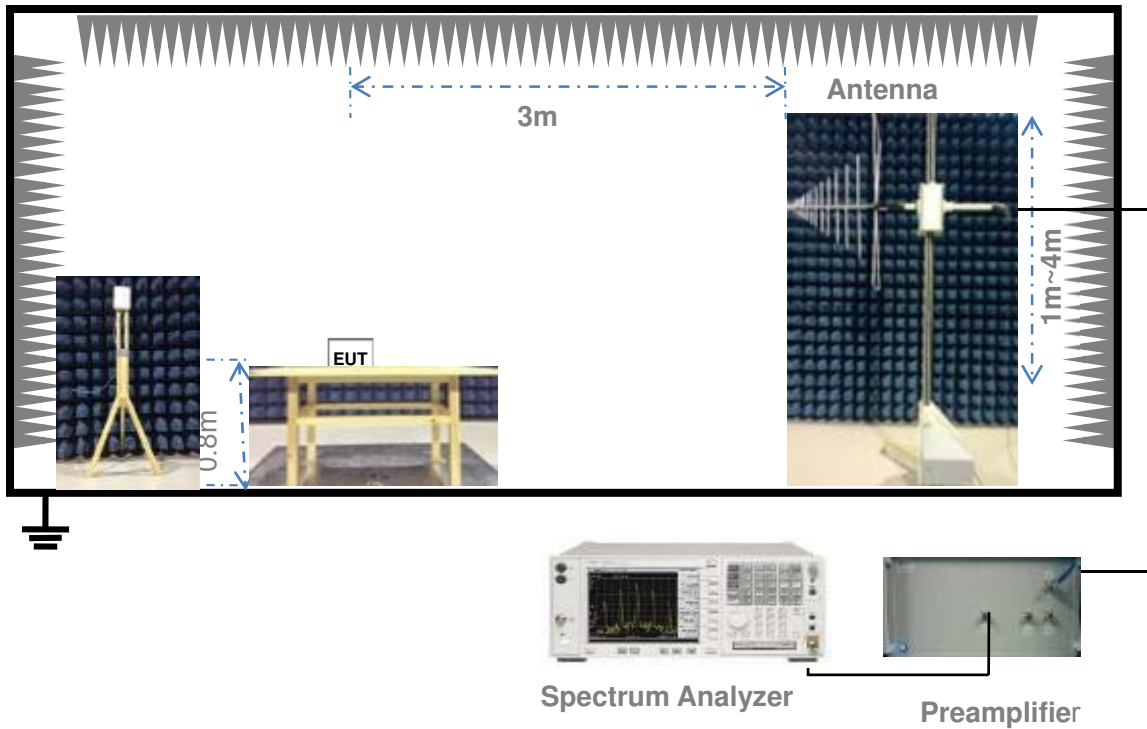 Antenna
3m
1m~4m
EUT
0.8m
Spectrum Analyzer
Preamplifier